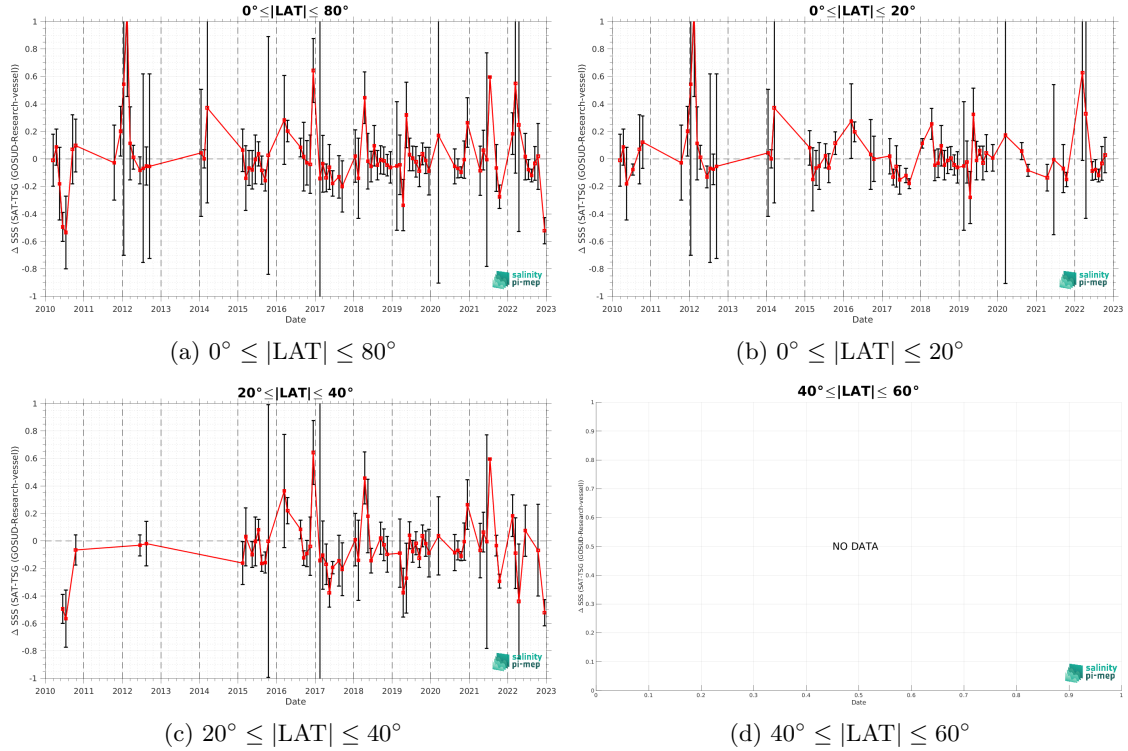 0°≤|LAT|≤ 80°
Δ SSS (SAT-TSG (GOSUD-Research-vessel))
1
0.8
0.6
0.4
0.2
0
-0.2
-0.4
-0.6
-0.8
-1
2010 2011 2012 2013 2014 2015 2016 2017 2018 2019 2020 2021 2022 2023
Date
salinity
pi-mep
(a) 0° ≤ |LAT| ≤ 80°
0°≤|LAT|≤ 20°
Δ SSS (SAT-TSG (GOSUD-Research-vessel))
1
0.8
0.6
0.4
0.2
0
-0.2
-0.4
-0.6
-0.8
-1
2010 2011 2012 2013 2014 2015 2016 2017 2018 2019 2020 2021 2022 2023
Date
salinity
pi-mep
(b) 0° ≤ |LAT| ≤ 20°
20°≤|LAT|≤ 40°
Δ SSS (SAT-TSG (GOSUD-Research-vessel))
1
0.8
0.6
0.4
0.2
0
-0.2
-0.4
-0.6
-0.8
-1
2010 2011 2012 2013 2014 2015 2016 2017 2018 2019 2020 2021 2022 2023
Date
salinity
pi-mep
(c) 20° ≤ |LAT| ≤ 40°
40°≤|LAT|≤ 60°
Δ SSS (SAT-TSG (GOSUD-Research-vessel))
1
0.9
0.8
0.7
0.6
0.5
0.4
0.3
0.2
0.1
0
NO DATA
0 0.1 0.2 0.3 0.4 0.5 0.6 0.7 0.8 0.9 1
Date
salinity
pi-mep
(d) 40° ≤ |LAT| ≤ 60°